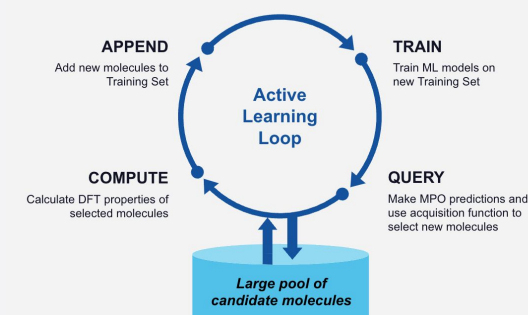 APPEND
Add new molecules to
Training Set
TRAIN
Train ML models on
new Training Set
Active
Learning
Loop
COMPUTE
Calculate DFT properties of
selected molecules
QUERY
Make MPO predictions and
use acquisition function to
select new molecules
Large pool of
candidate molecules